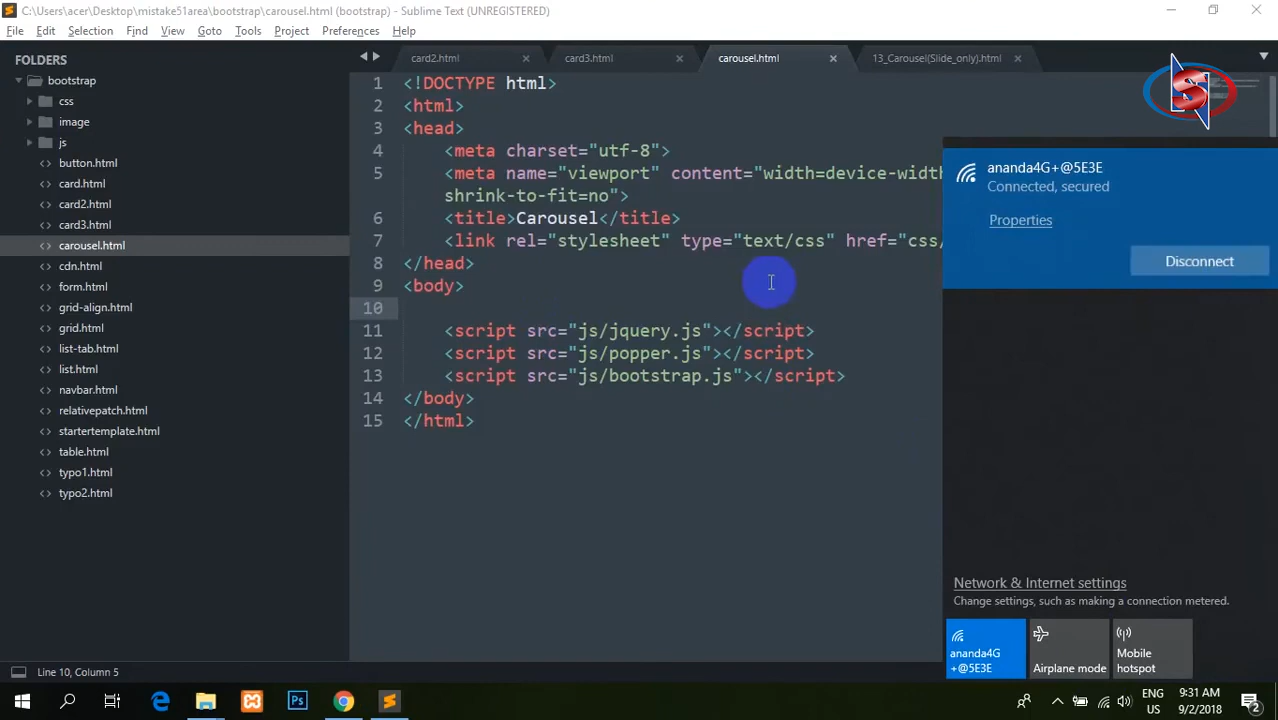 C:\Users\acer\Desktop\mistake51area\bootstrap\carousel.html (bootstrap) - Sublime Text (UNREGISTERED)
File Edit Selection Find View Goto Tools Project Preferences Help
FOLDERS
bootstrap
css
image
js
button.html
card.html
card2.html
card3.html
carousel.html
cdn.html
form.html
grid-align.html
grid.html
list-tab.html
list.html
navbar.html
relativepatch.html
startertemplate.html
table.html
typo1.html
typo2.html
card2.html card3.html carousel.html 13_Carousel(Slide_only).html
1 <!DOCTYPE html>
2 <html>
3 <head>
4 <meta charset="utf-8">
5 <meta name="viewport" content="width=device-width
shrink-to-fit=no">
6 <title>Carousel</title>
7 <link rel="stylesheet" type="text/css" href="css/
8 </head>
9 <body>
10
11 <script src="js/jquery.js"></script>
12 <script src="js/popper.js"></script>
13 <script src="js/bootstrap.js"></script>
14 </body>
15 </html>
S
ananda4G+@5E3E
Connected, secured
Properties
Disconnect
Network & Internet settings
Change settings, such as making a connection metered.
ananda4G
+@5E3E
Airplane mode
Mobile
hotspot
Line 10, Column 5
Ps
ENG
US
9:31 AM
9/2/2018
2